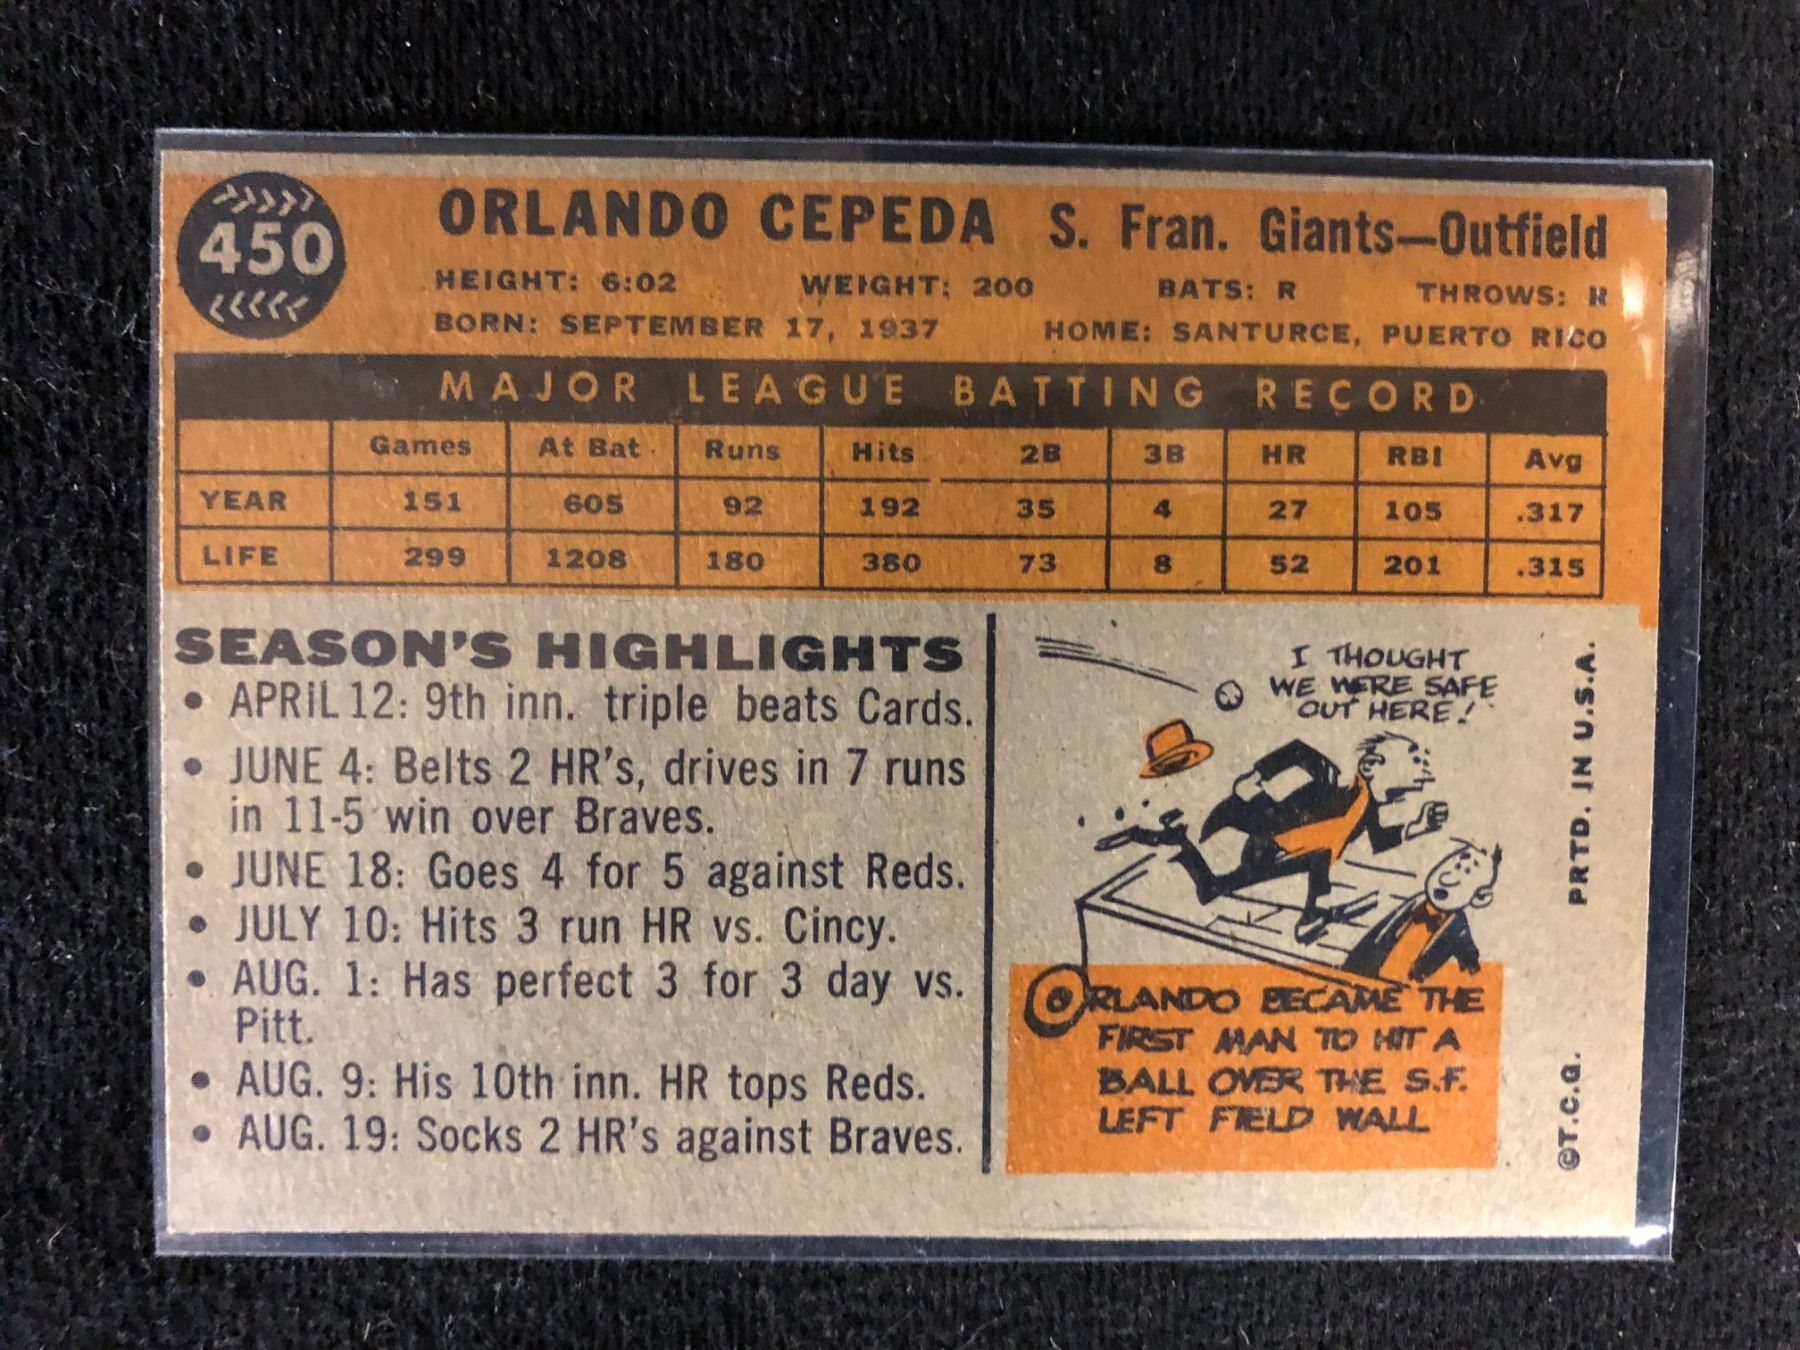 450
ORLANDO CEPEDA S. Fran. Giants—Outfield
HEIGHT: 6:02 WEIGHT: 200 BATS: R THROWS: R
BORN: SEPTEMBER 17, 1937 HOME: SANTURCE, PUERTO RICO
MAJOR LEAGUE BATTING RECORD
Games At Bat Runs Hits 2B 3B HR RBI Avg
YEAR 151 605 92 192 35 4 27 105 .317
LIFE 299 1208 180 380 73 8 52 201 .315
SEASON'S HIGHLIGHTS
• APRIL 12: 9th inn. triple beats Cards.
• JUNE 4: Belts 2 HR's, drives in 7 runs
in 11-5 win over Braves.
• JUNE 18: Goes 4 for 5 against Reds.
• JULY 10: Hits 3 run HR vs. Cincy.
• AUG. 1: Has perfect 3 for 3 day vs.
Pitt.
• AUG. 9: His 10th inn. HR tops Reds.
• AUG. 19: Socks 2 HR's against Braves.
I THOUGHT
WE WERE SAFE
OUT HERE!
ORLANDO BECAME THE
FIRST MAN TO HIT A
BALL OVER THE S.F.
LEFT FIELD WALL
©T.C.G. PRTD. IN U.S.A.